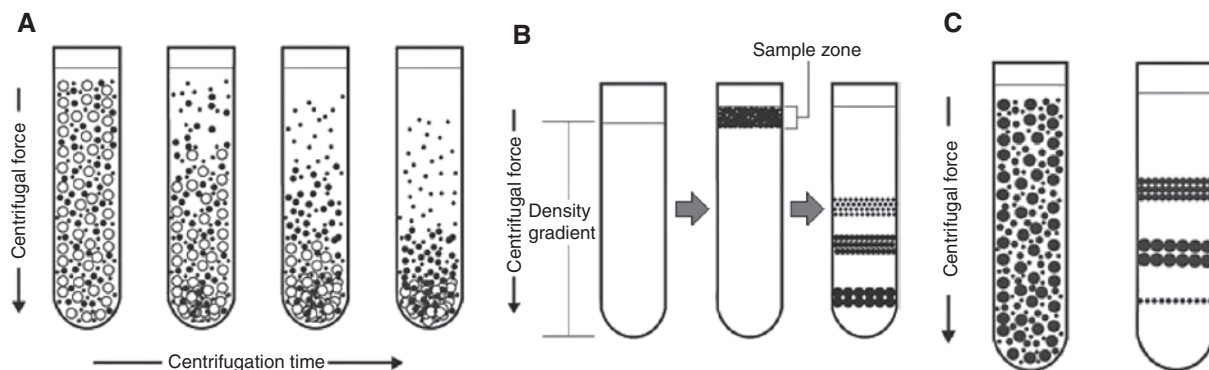 A
Centrifugal force
Centrifugation time
B
Sample zone
Centrifugal force
Density
gradient
C
Centrifugal force